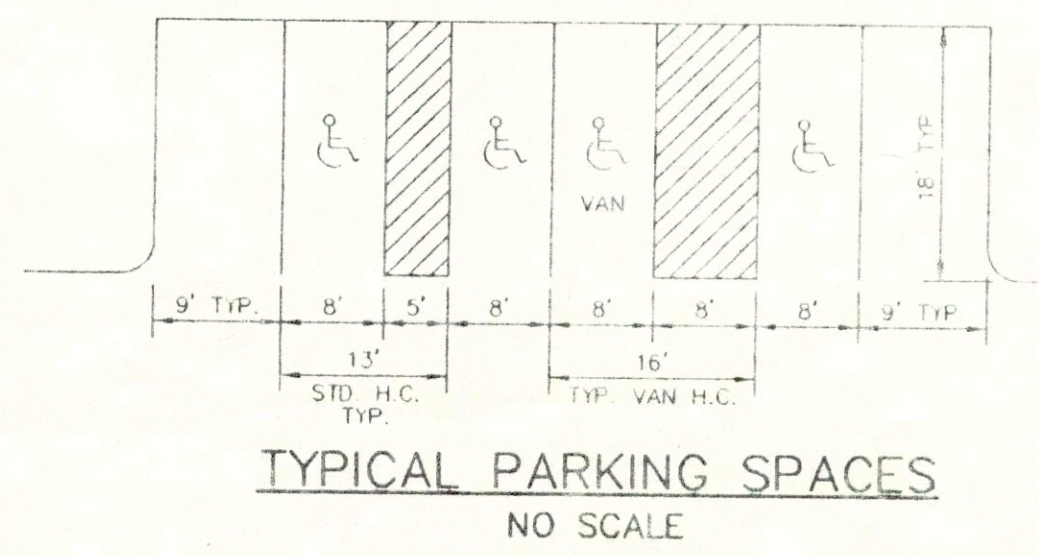 VAN
18' TYP
9' TYP. 8' 5' 8' 8' 8' 8' 9' TYP
13' 16'
STD. H.C. TYP. VAN H.C.
TYP.
TYPICAL PARKING SPACES
NO SCALE